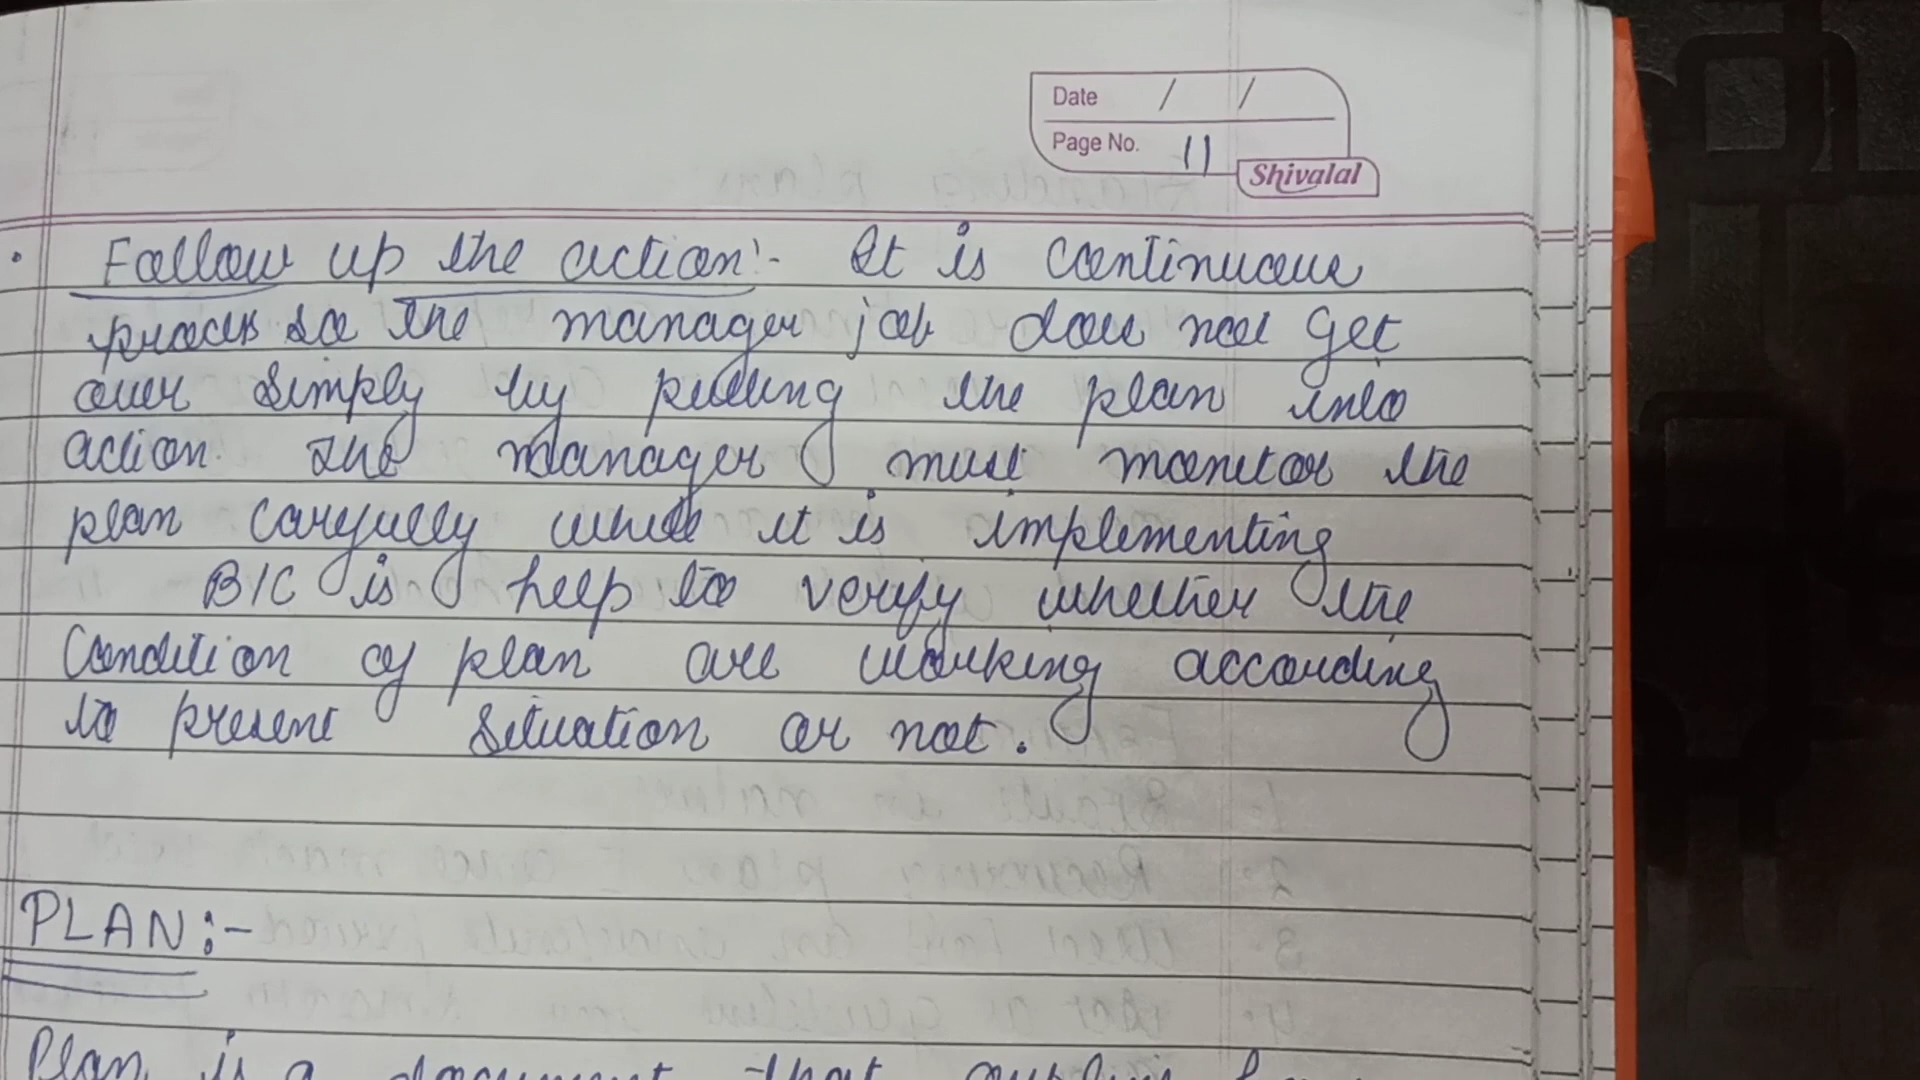 Date / /
Page No. 11
Shivalal
• Follow up the action:- It is continuous
process so the manager job does not get
over simply by putting the plan into
action. The manager must monitor the
plan carefully while it is implementing
B/C is help to verify whether the
Condition of plan are working according
to present situation or not.
PLAN:-
Plan is a document that